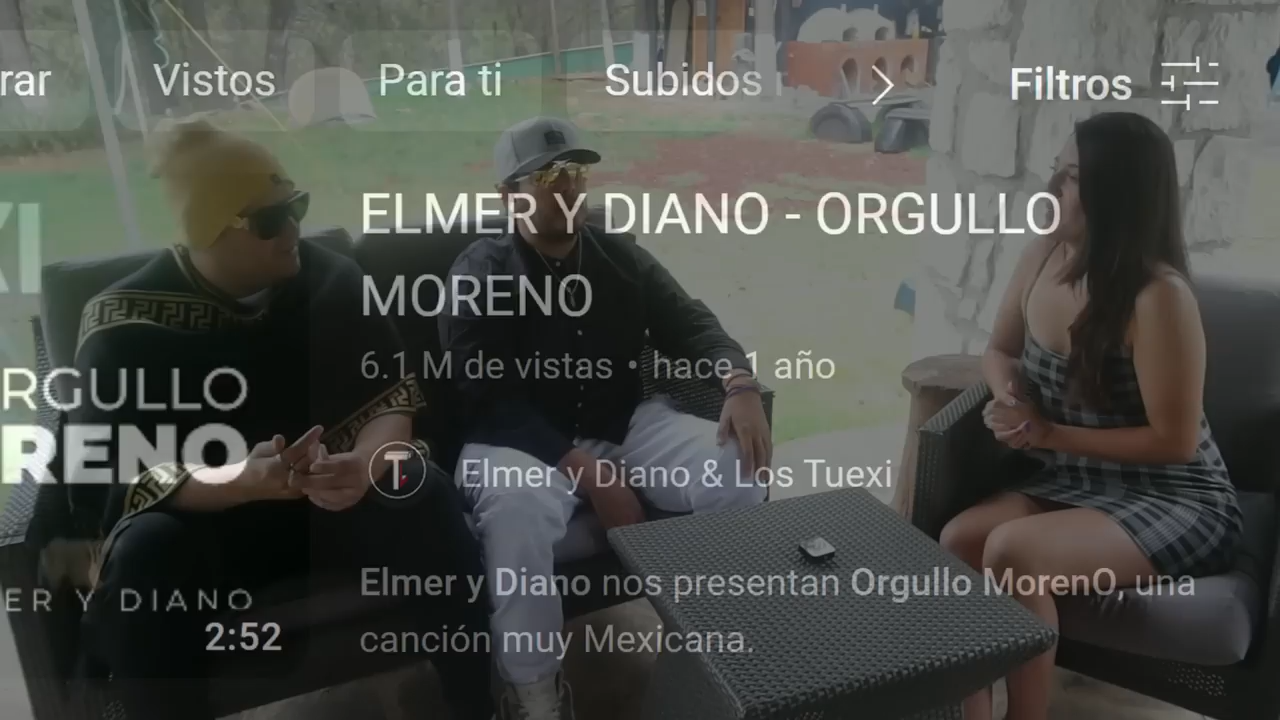 rar Vistos Para ti Subidos Filtros
ELMER Y DIANO - ORGULLO
MORENO
6.1 M de vistas • hace 1 año
RGULLO
RENO
Elmer y Diano & Los Tuexi
Elmer y Diano nos presentan Orgullo MorenO, una
canción muy Mexicana.
ER Y DIANO
2:52